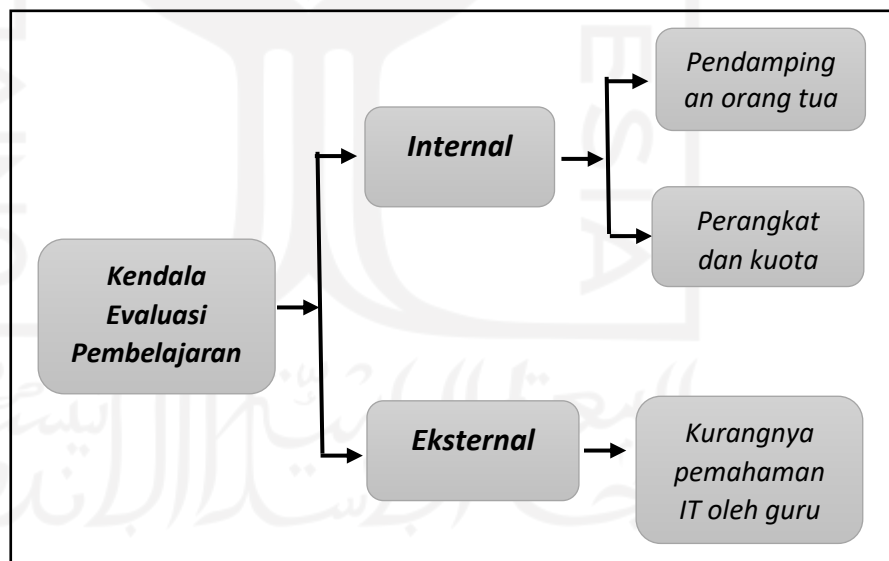 Pendamping
an orang tua
Internal
Perangkat
dan kuota
Kendala
Evaluasi
Pembelajaran
Eksternal
Kurangnya
pemahaman
IT oleh guru